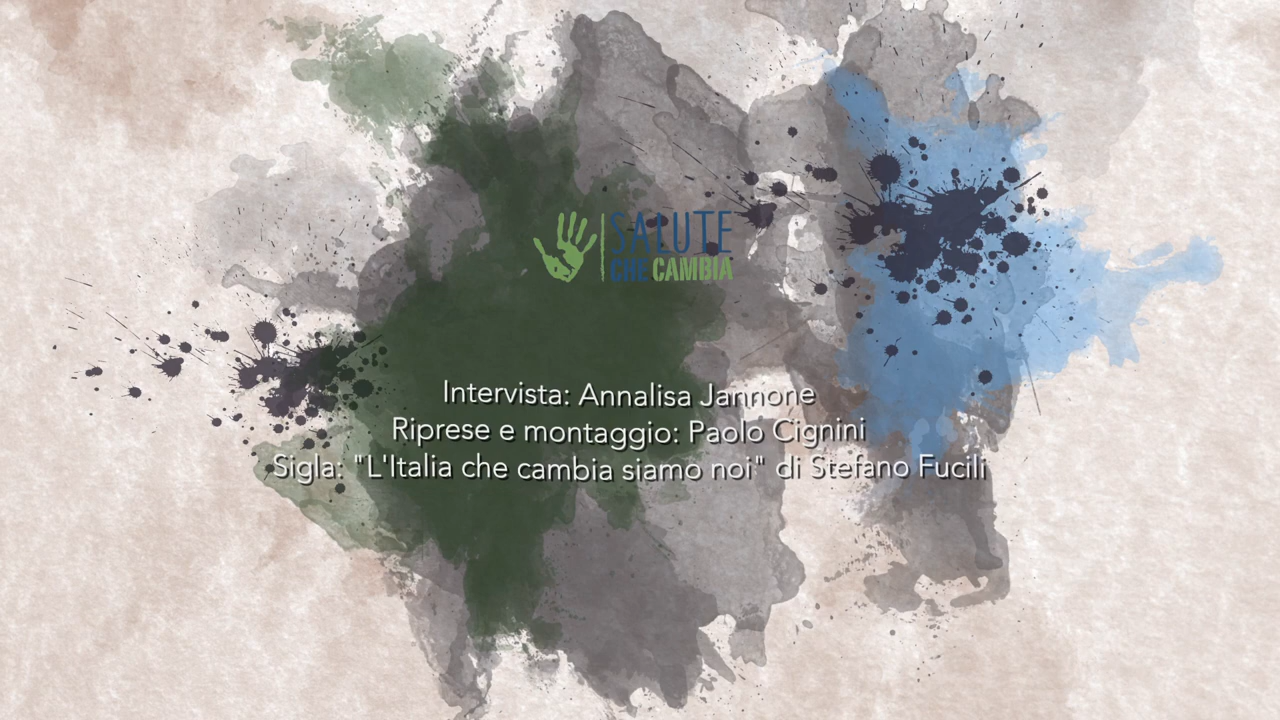 SALUTE
CHE CAMBIA
Intervista: Annalisa Jannone
Riprese e montaggio: Paolo Cignini
Sigla: "L'Italia che cambia siamo noi" di Stefano Fucili